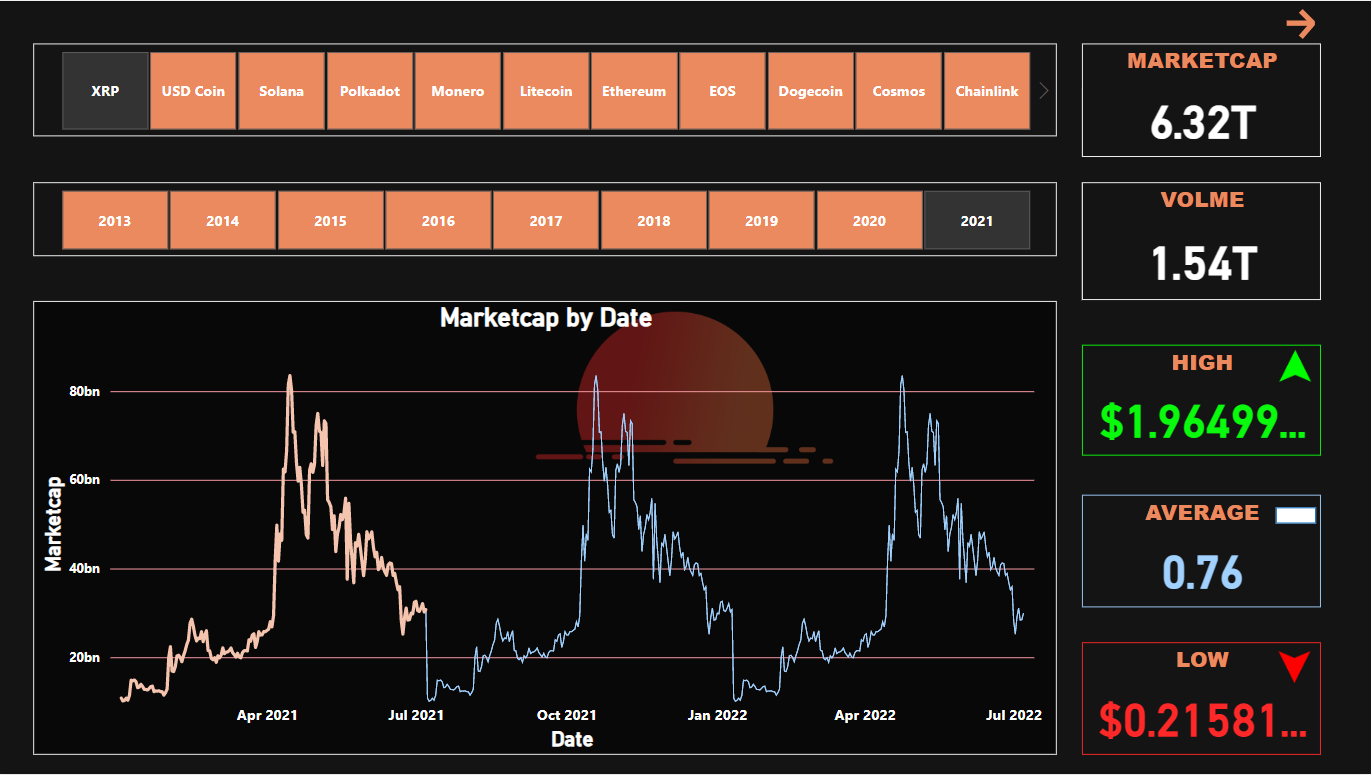 XRP
USD Coin
Solana
Polkadot
Monero
Litecoin
Ethereum
EOS
Dogecoin
Cosmos
Chainlink
2013
2014
2015
2016
2017
2018
2019
2020
2021
Marketcap by Date
Marketcap
80bn
60bn
40bn
20bn
Apr 2021
Jul 2021
Oct 2021
Jan 2022
Apr 2022
Jul 2022
Date
MARKETCAP
6.32T
VOLME
1.54T
HIGH
$1.96499...
AVERAGE
0.76
LOW
$0.21581...